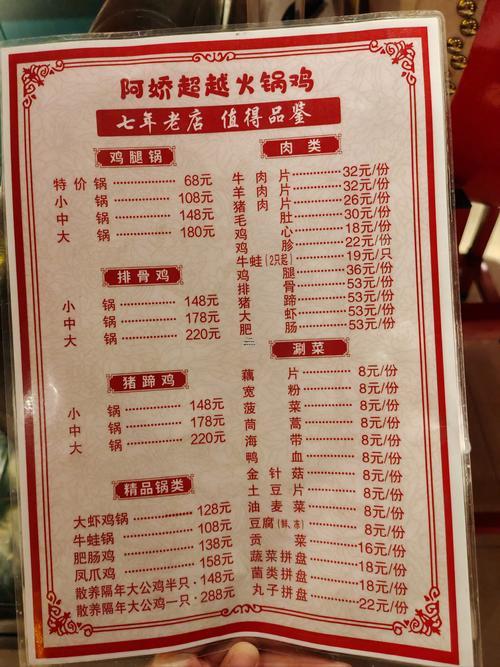 阿娇超越火锅鸡
七年老店 值得品鉴
鸡腿锅
特价锅 68元
小锅 108元
中锅 148元
大锅 180元
排骨鸡
小锅 148元
中锅 178元
大锅 220元
猪蹄鸡
小锅 148元
中锅 178元
大锅 220元
精品锅类
大虾鸡锅 128元
牛蛙鸡锅 108元
肥肠鸡 138元
凤爪鸡 158元
散养隔年大公鸡半只 148元
散养隔年大公鸡一只 288元
肉类
牛肉片 32元/份
羊肉片 32元/份
猪肉片 26元/份
毛肚 30元/份
鸡心 18元/份
鸡胗 22元/份
牛蛙(2只起) 19元/只
鸡腿 36元/份
排骨 53元/份
猪蹄 53元/份
大虾 53元/份
肥肠 53元/份
涮菜
藕片 8元/份
宽粉 8元/份
菠菜 8元/份
茼蒿 8元/份
海带 8元/份
鸭血 8元/份
金针菇 8元/份
土豆片 8元/份
油麦菜 8元/份
豆腐(鲜、冻) 8元/份
贡菜 16元/份
蔬菜拼盘 18元/份
菌类拼盘 18元/份
丸子拼盘 22元/份